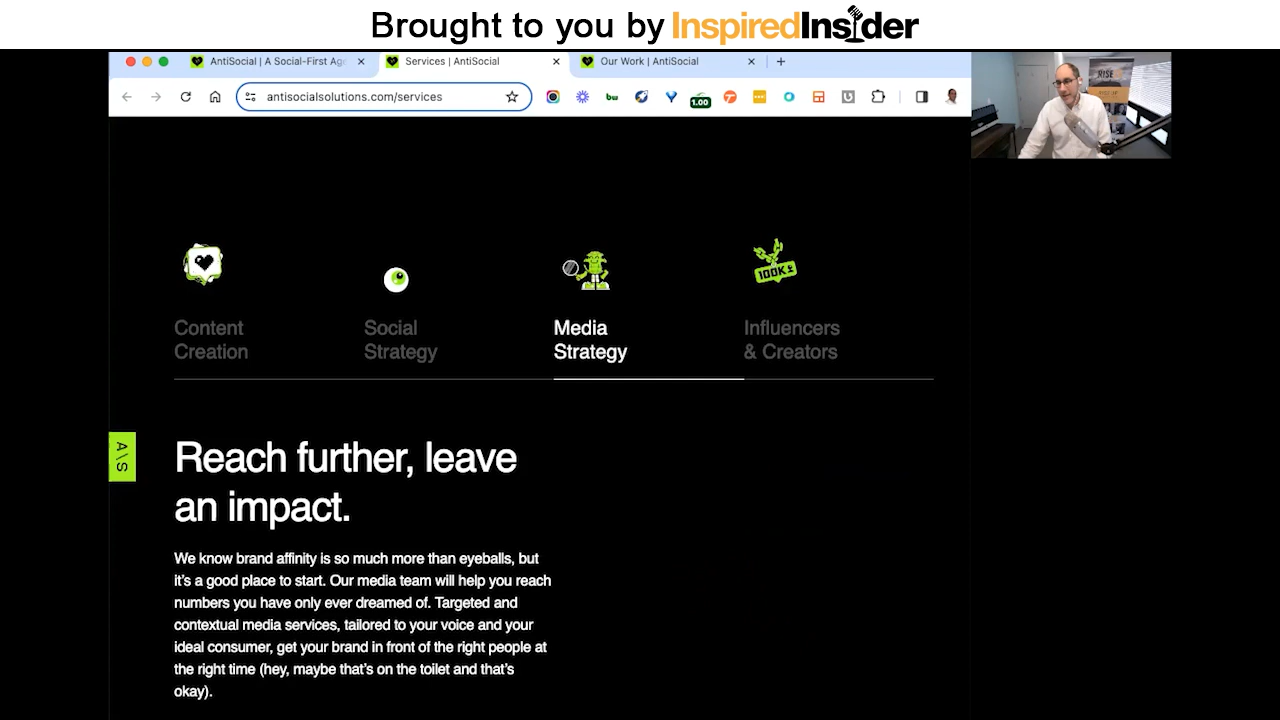 Brought to you by InspiredInsider
AntiSocial | A Social-First Age
Services | AntiSocial
Our Work | AntiSocial
antisocialsolutions.com/services
1.00
RISE
100K
Content
Creation
Social
Strategy
Media
Strategy
Influencers
& Creators
A\S
Reach further, leave
an impact.
We know brand affinity is so much more than eyeballs, but
it's a good place to start. Our media team will help you reach
numbers you have only ever dreamed of. Targeted and
contextual media services, tailored to your voice and your
ideal consumer, get your brand in front of the right people at
the right time (hey, maybe that's on the toilet and that's
okay).